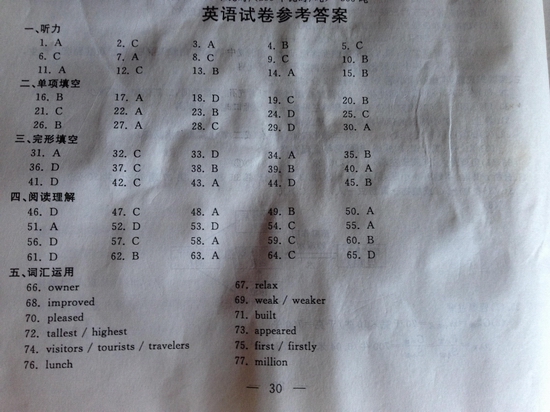 英语试卷参考答案
一、听力
1. A 2. C 3. A 4. B 5. C
6. C 7. A 8. C 9. C 10. B
11. A 12. C 13. B 14. A 15. B
二、单项填空
16. B 17. A 18. D 19. C 20. B
21. C 22. A 23. B 24. D 25. C
26. B 27. A 28. C 29. D 30. A
三、完形填空
31. A 32. C 33. D 34. A 35. B
36. D 37. C 38. B 39. B 40. A
41. D 42. C 43. A 44. D 45. B
四、阅读理解
46. D 47. C 48. A 49. B 50. A
51. A 52. D 53. D 54. C 55. A
56. D 57. C 58. A 59. C 60. B
61. D 62. B 63. A 64. C 65. D
五、词汇运用
66. owner 67. relax
68. improved 69. weak / weaker
70. pleased 71. built
72. tallest / highest 73. appeared
74. visitors / tourists / travelers 75. first / firstly
76. lunch 77. million
— 30 —